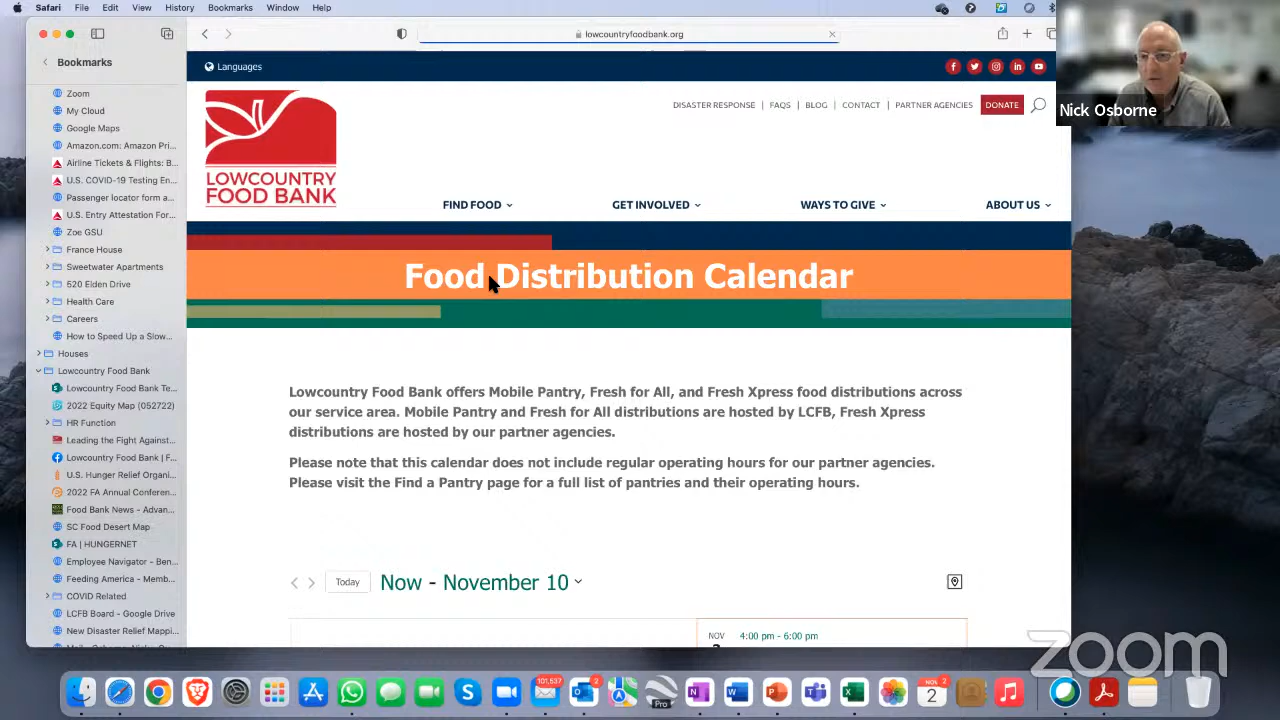 Safari File Edit View History Bookmarks Window Help
lowcountryfoodbank.org
Bookmarks
Zoom
My Cloud
Google Maps
Amazon.com: Amazon Pri...
Airline Tickets & Flights: B...
U.S. COVID-19 Testing En...
Passenger locator form a...
U.S. Entry Attestation For...
Zoe GSU
France House
Sweetwater Apartments
520 Elden Drive
Health Care
Careers
How to Speed Up a Slow...
Houses
Lowcountry Food Bank
Lowcountry Food Bank Te...
2022 Equity Map (052722)
HR Function
Leading the Fight Against...
Lowcountry Food Bank | F...
U.S. Hunger Relief Organi...
2022 FA Annual Conferen...
Food Bank News - Advan...
SC Food Desert Map
FA | HUNGERNET
Employee Navigator - Ben...
Feeding America - Memb...
COVID Related
LCFB Board - Google Drive
New Disaster Relief Mappi...
Languages
DISASTER RESPONSE | FAQS | BLOG | CONTACT | PARTNER AGENCIES DONATE
LOWCOUNTRY
FOOD BANK
FIND FOOD GET INVOLVED WAYS TO GIVE ABOUT US
Food Distribution Calendar
Lowcountry Food Bank offers Mobile Pantry, Fresh for All, and Fresh Xpress food distributions across
our service area. Mobile Pantry and Fresh for All distributions are hosted by LCFB, Fresh Xpress
distributions are hosted by our partner agencies.
Please note that this calendar does not include regular operating hours for our partner agencies.
Please visit the Find a Pantry page for a full list of pantries and their operating hours.
Today Now - November 10
NOV 4:00 pm - 6:00 pm
Nick Osborne
zoom
101,537
2
Pro
NOV 2
2